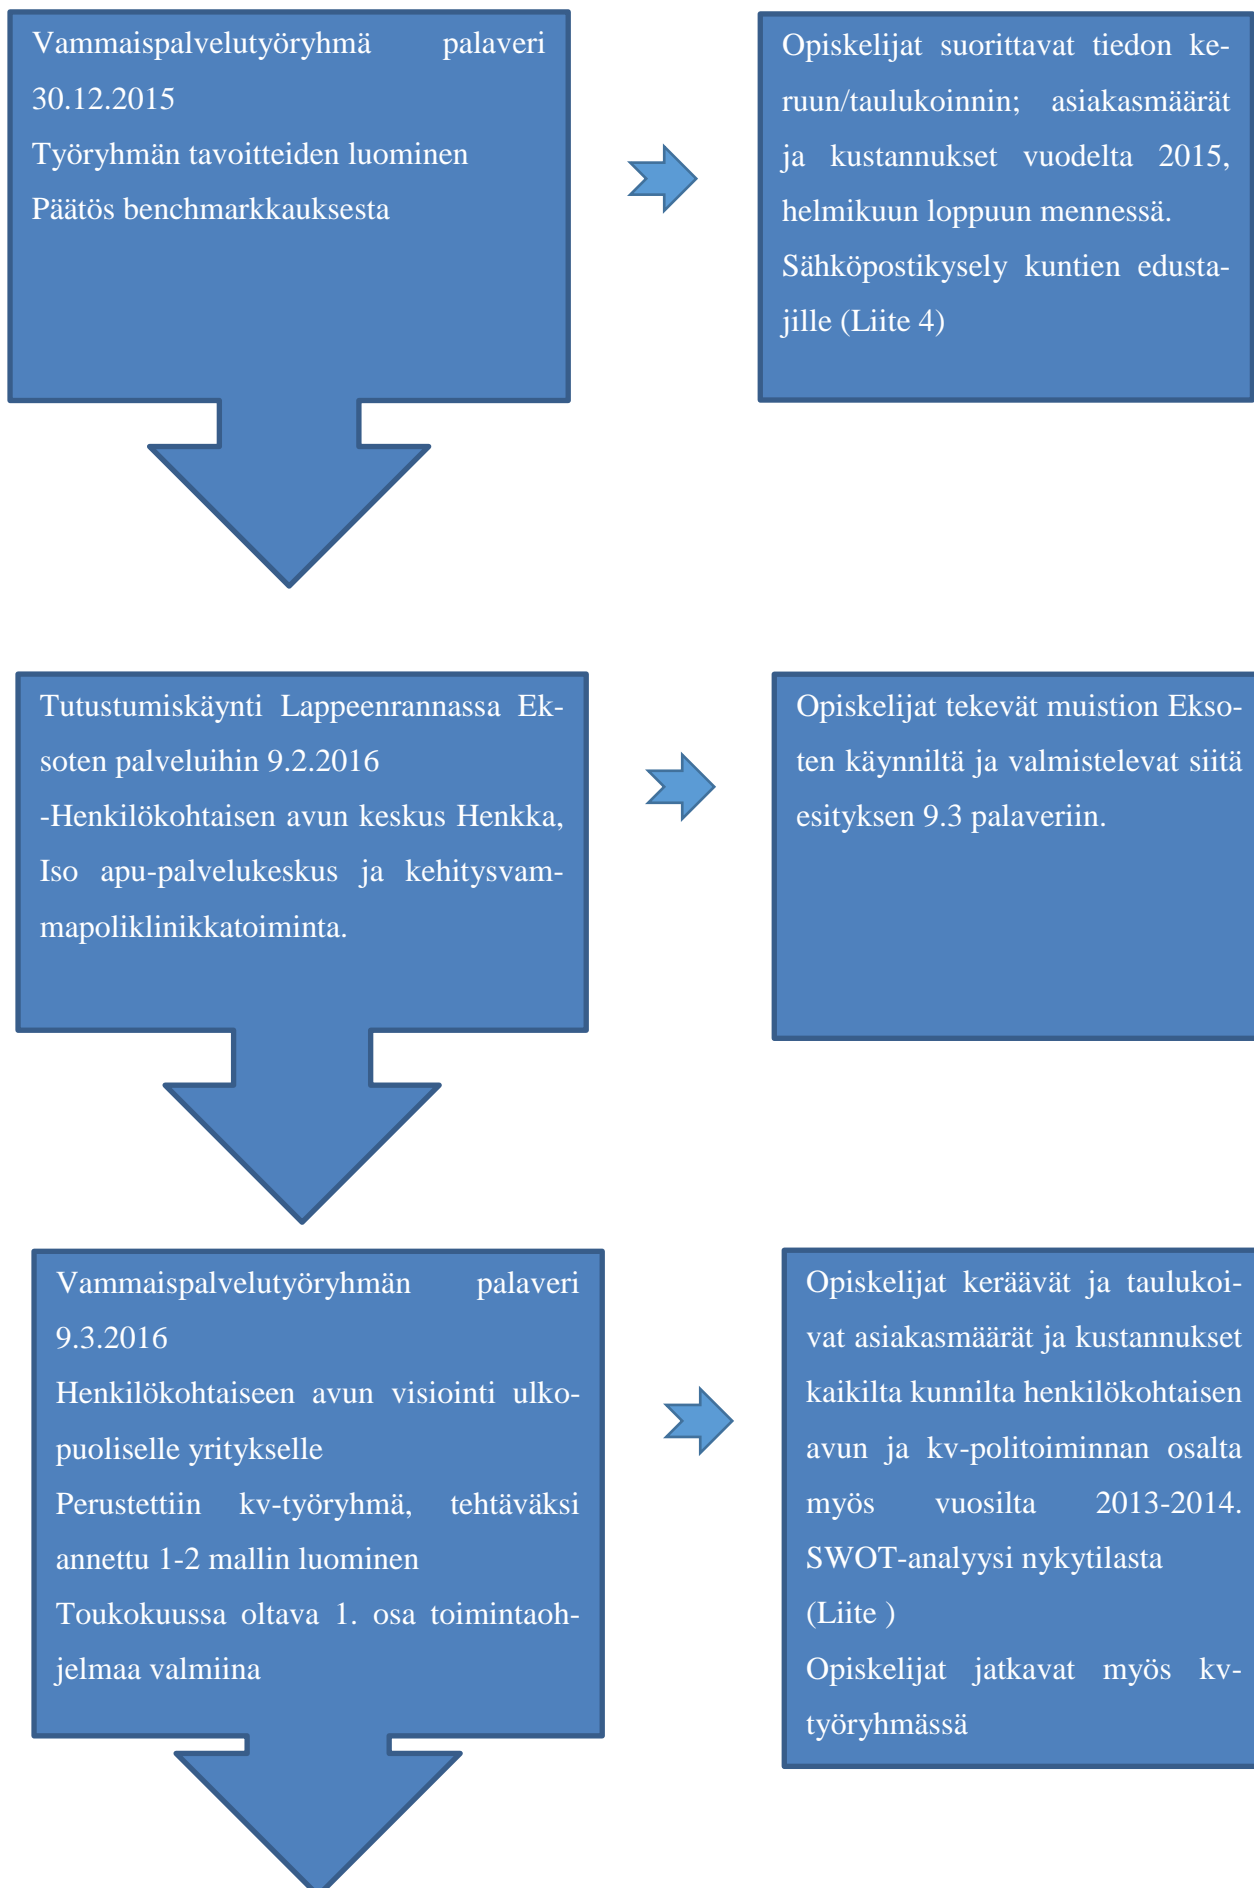 Vammaispalvelutyöryhmä palaveri
30.12.2015
Työryhmän tavoitteiden luominen
Päätös benchmarkkauksesta
Opiskelijat suorittavat tiedon ke-
ruun/taulukoinnin; asiakasmäärät
ja kustannukset vuodelta 2015,
helmikuun loppuun mennessä.
Sähköpostikysely kuntien edusta-
jille (Liite 4)
Tutustumiskäynti Lappeenrannassa Ek-
soten palveluihin 9.2.2016
-Henkilökohtaisen avun keskus Henkka,
Iso apu-palvelukeskus ja kehitysvam-
mapoliklinikkatoiminta.
Opiskelijat tekevät muistion Ekso-
ten käynniltä ja valmistelevat siitä
esityksen 9.3 palaveriin.
Vammaispalvelutyöryhmän palaveri
9.3.2016
Henkilökohtaiseen avun visiointi ulko-
puoliselle yritykselle
Perustettiin kv-työryhmä, tehtäväksi
annettu 1-2 mallin luominen
Toukokuussa oltava 1. osa toimintaoh-
jelmaa valmiina
Opiskelijat keräävät ja taulukoi-
vat asiakasmäärät ja kustannukset
kaikilta kunnilta henkilökohtaisen
avun ja kv-politoiminnan osalta
myös vuosilta 2013-2014.
SWOT-analyysi nykytilasta
(Liite )
Opiskelijat jatkavat myös kv-
työryhmässä